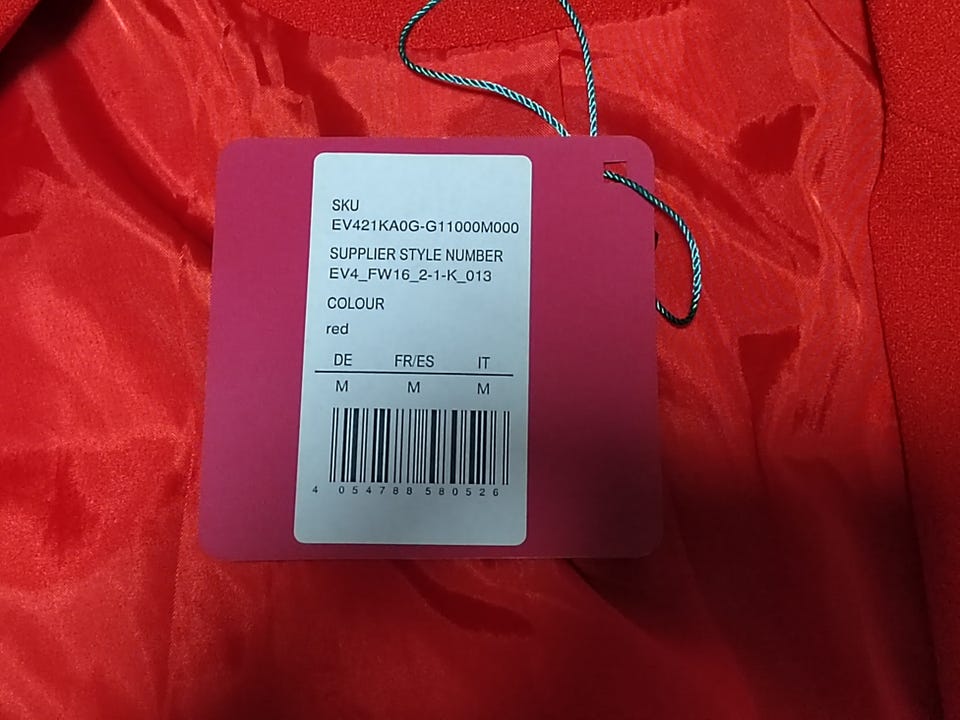 SKU
EV421KA0G-G11000M000
SUPPLIER STYLE NUMBER
EV4_FW16_2-1-K_013
COLOUR
red
DE FR/ES IT
M M M
4 054788 580526